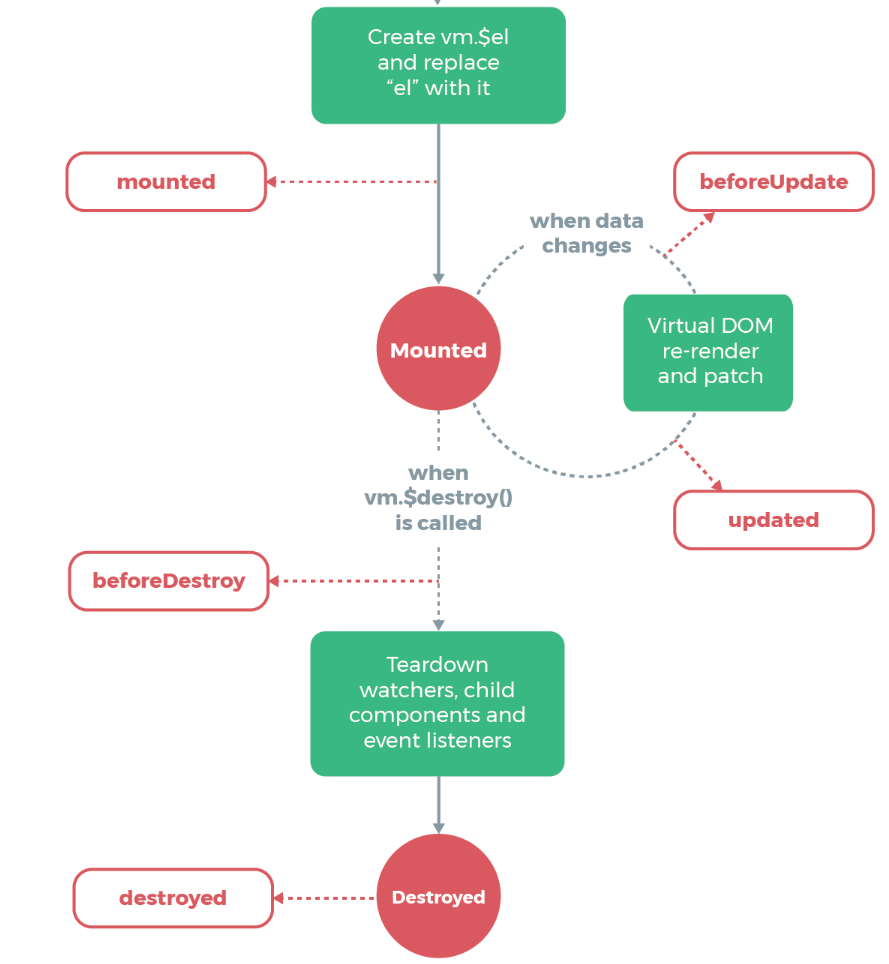 Create vm.$el
and replace
“el” with it
mounted
beforeUpdate
when data
changes
Virtual DOM
re-render
and patch
Mounted
when
vm.$destroy()
is called
updated
beforeDestroy
Teardown
watchers, child
components and
event listeners
destroyed
Destroyed